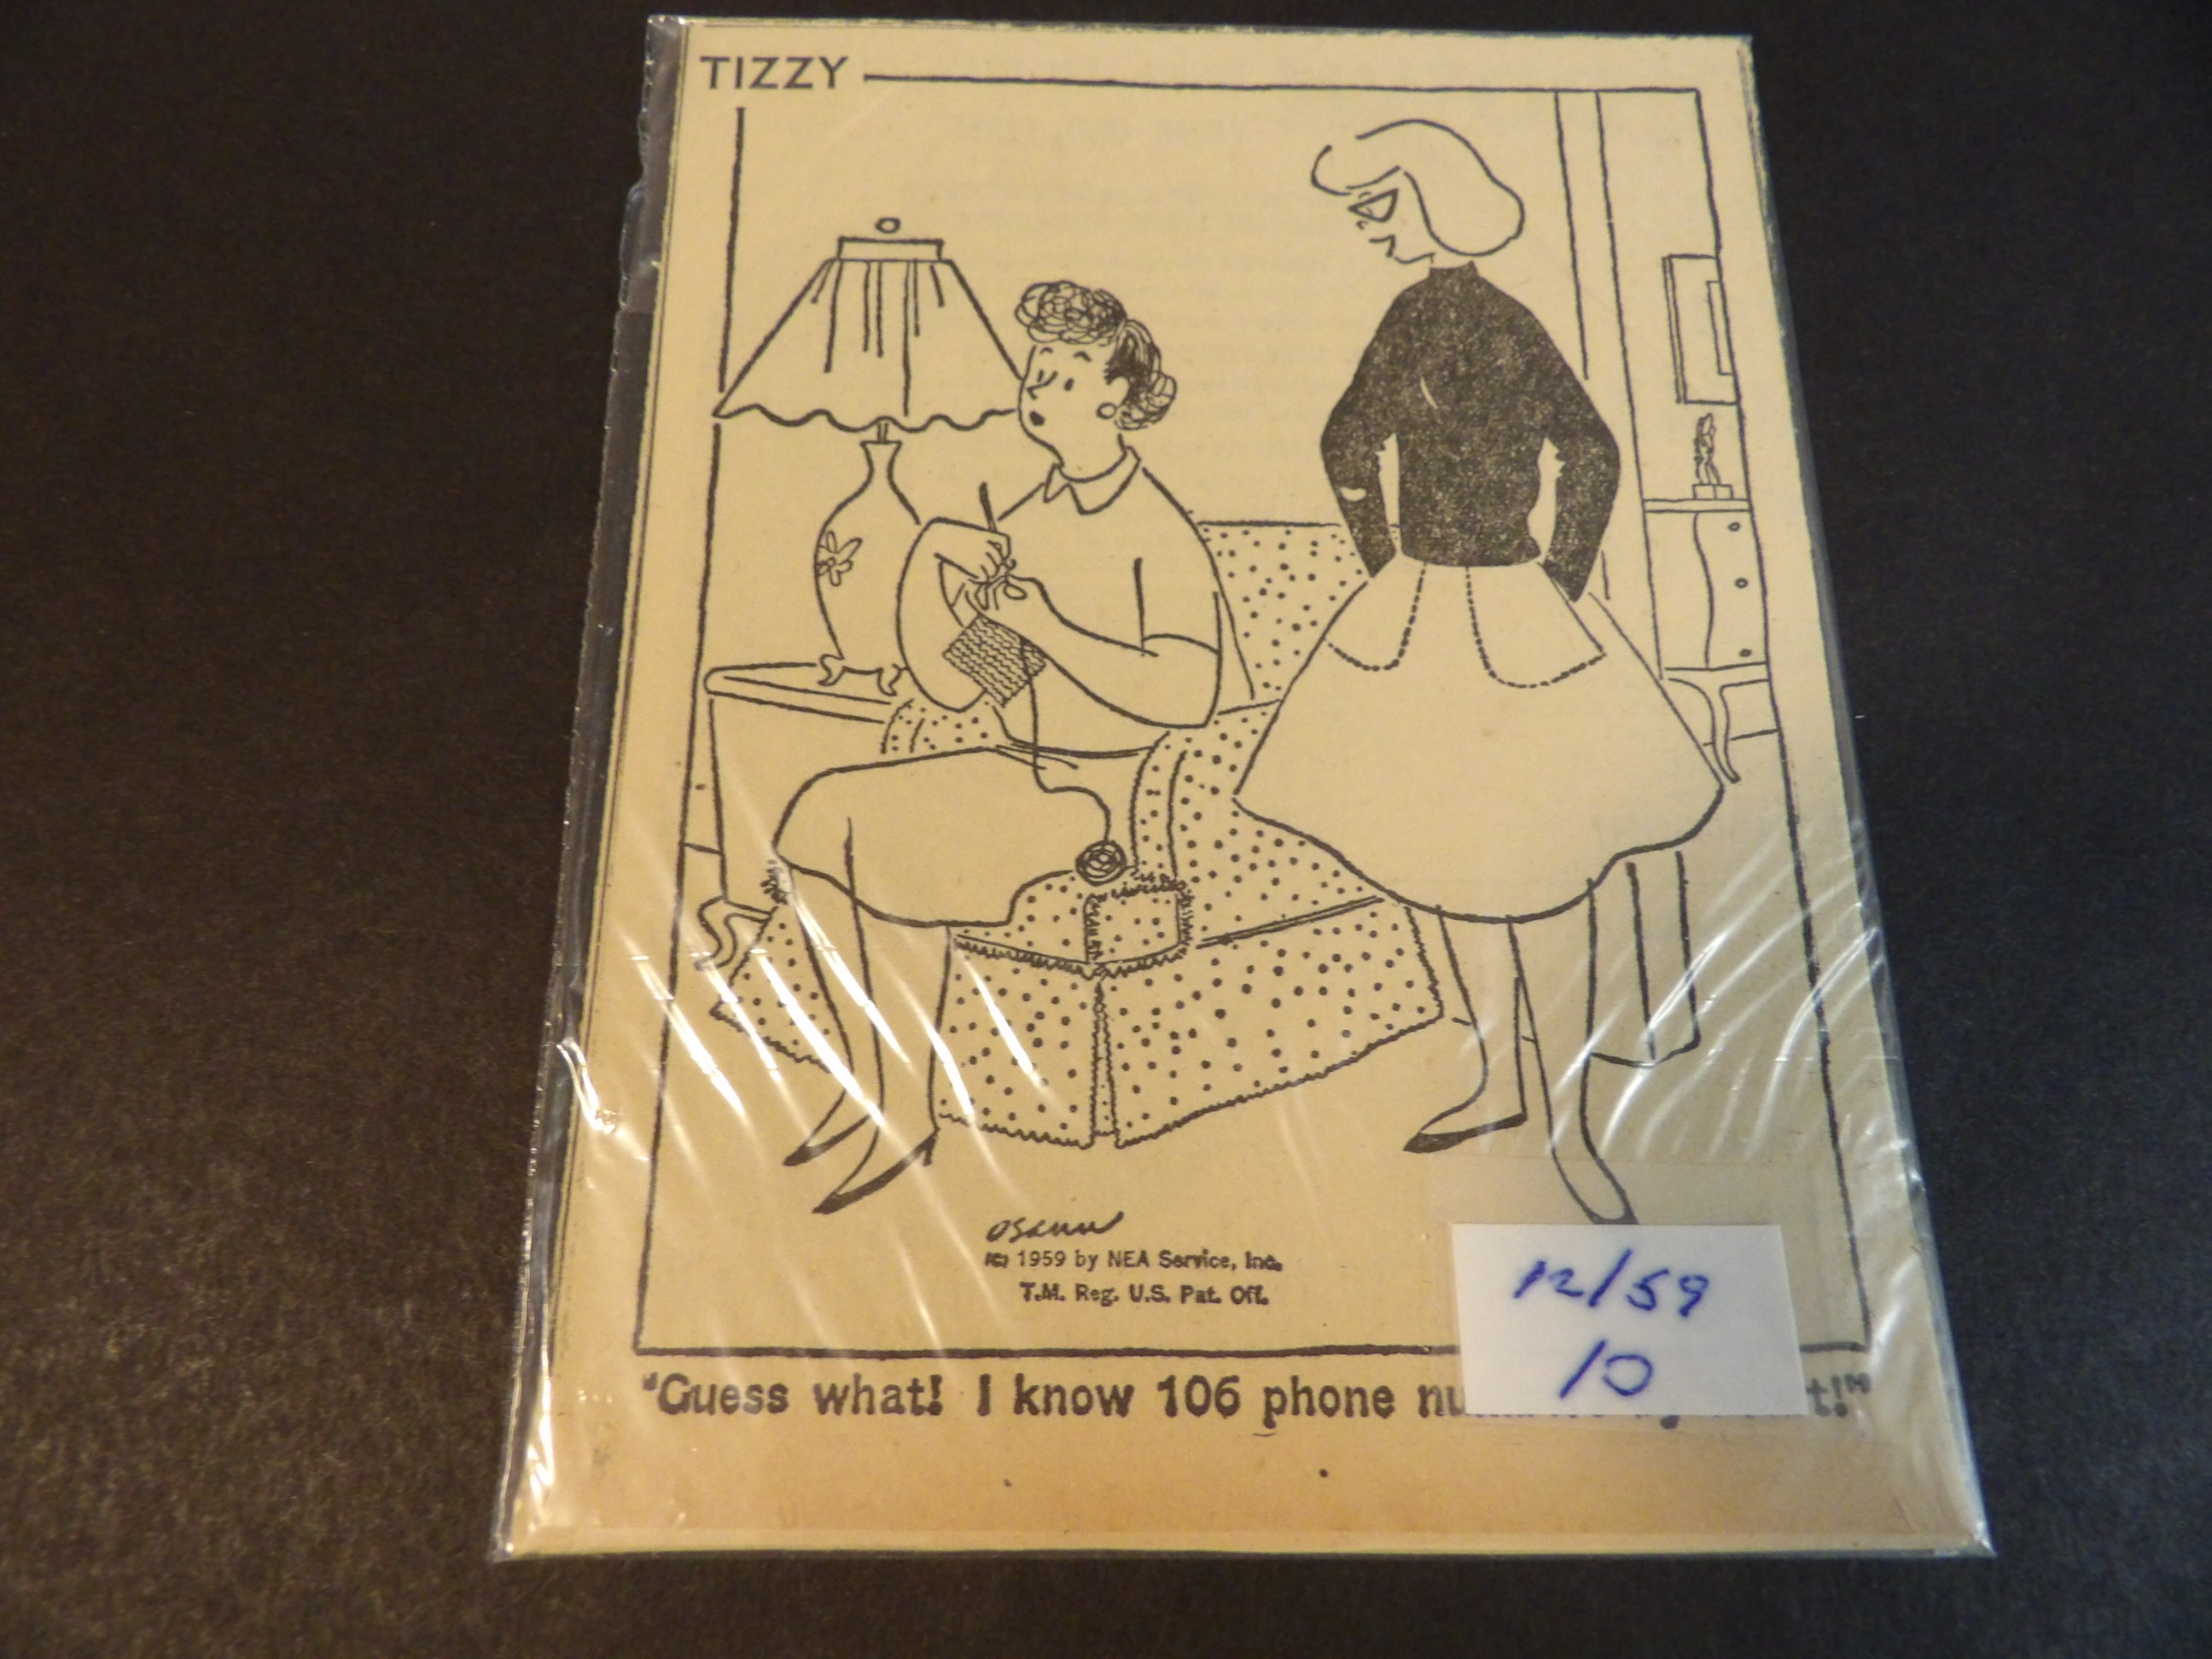 TIZZY
OSANN
© 1959 by NEA Service, Inc.
T.M. Reg. U.S. Pat. Off.
12/59
10
"Guess what! I know 106 phone